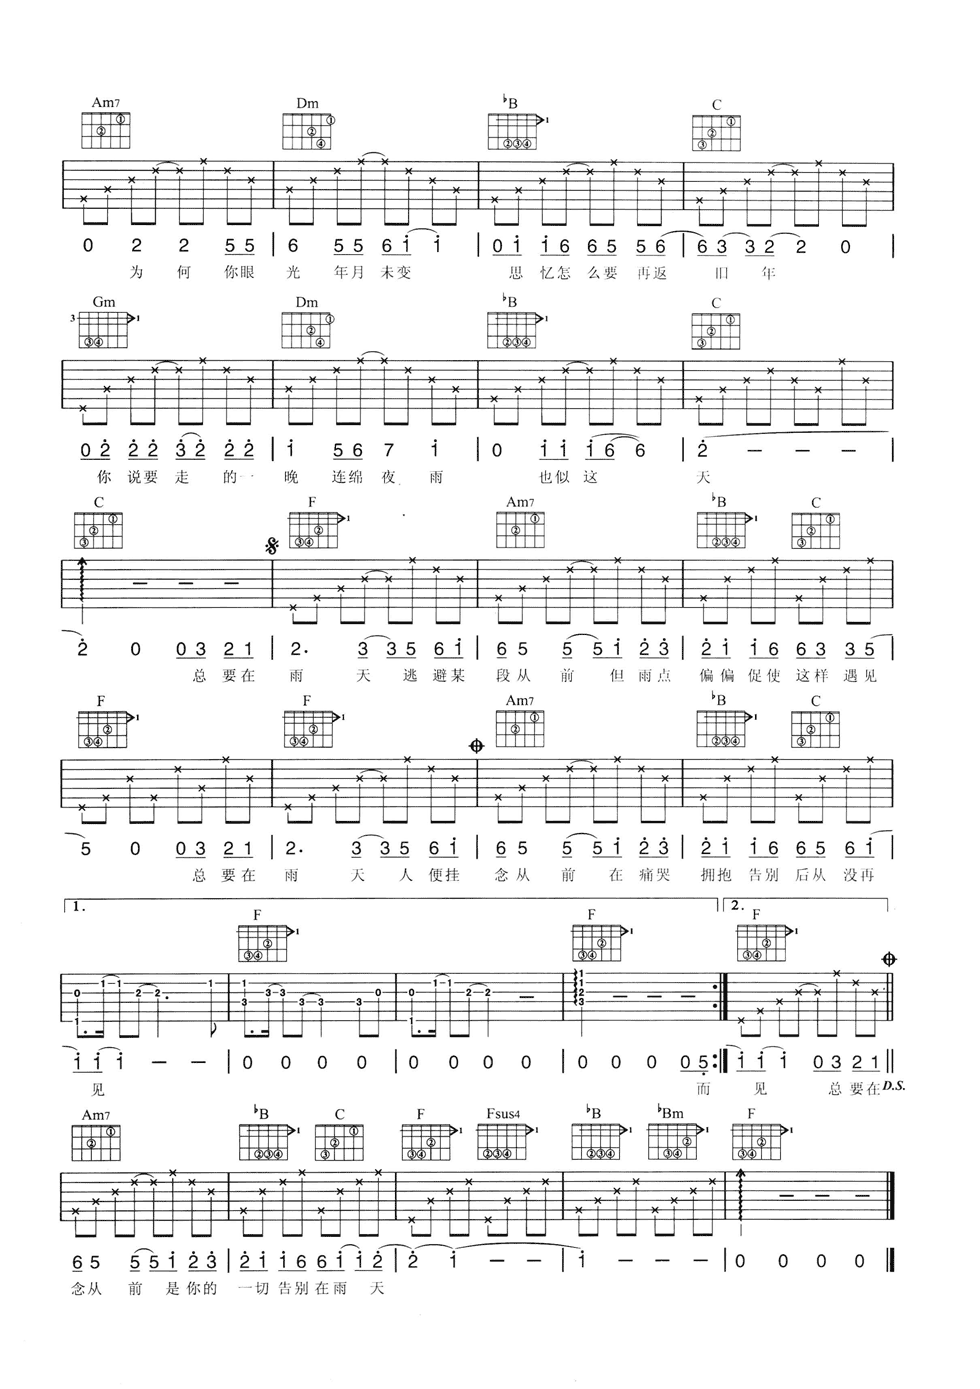 Am7 Dm ♭B C
0 2 2 5 5 | 6 5 5 6 i i | 0 i i 6 6 5 5 6 | 6 3 3 2 2 0 |
为 何 你眼 光 年月 未变 思 忆怎 么要 再返 旧 年
Gm Dm ♭B C
3 1 1
0 2 2 2 3 2 2 2 | i 5 6 7 i | 0 i i i 6 6 | 2 — — — |
你 说要 走 的一 晚 连绵 夜 雨 也似 这 天
C F Am7 ♭B C
2 0 0 3 2 1 | 2. 3 3 5 6 i | 6 5 5 5 5 i 2 3 | 2 i i 6 6 3 3 5 |
总 要在 雨 天 逃 避某 段从 前 但 雨点 偏偏 促使 这样 遇见
F F Am7 ♭B C
5 0 0 3 2 1 | 2. 3 3 5 6 i | 6 5 5 5 5 i 2 3 | 2 i i 6 6 5 6 i |
总 要在 雨 天 人 便挂 念从 前 在 痛哭 拥抱 告别 后从 没再
1. 2.
F F F
i i i — — | 0 0 0 0 | 0 0 0 0 | 0 0 0 0 5 :| i i i 0 3 2 1 ||
见 而 见 总 要在 D.S.
Am7 ♭B C F Fsus4 ♭B ♭Bm F
6 5 5 5 5 i 2 3 | 2 i i 6 6 i i 2 | 2 i — — | i — — — | 0 0 0 0 ||
念从 前 是 你的 一切 告别 在雨 天